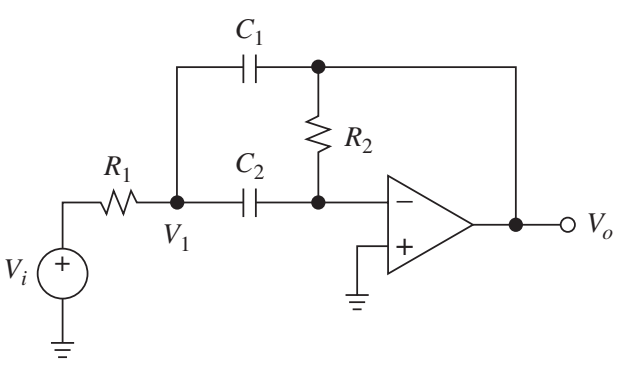 C₁
R₂
R₁
C₂
V₁
−
+
Vᵢ
+
Vₒ